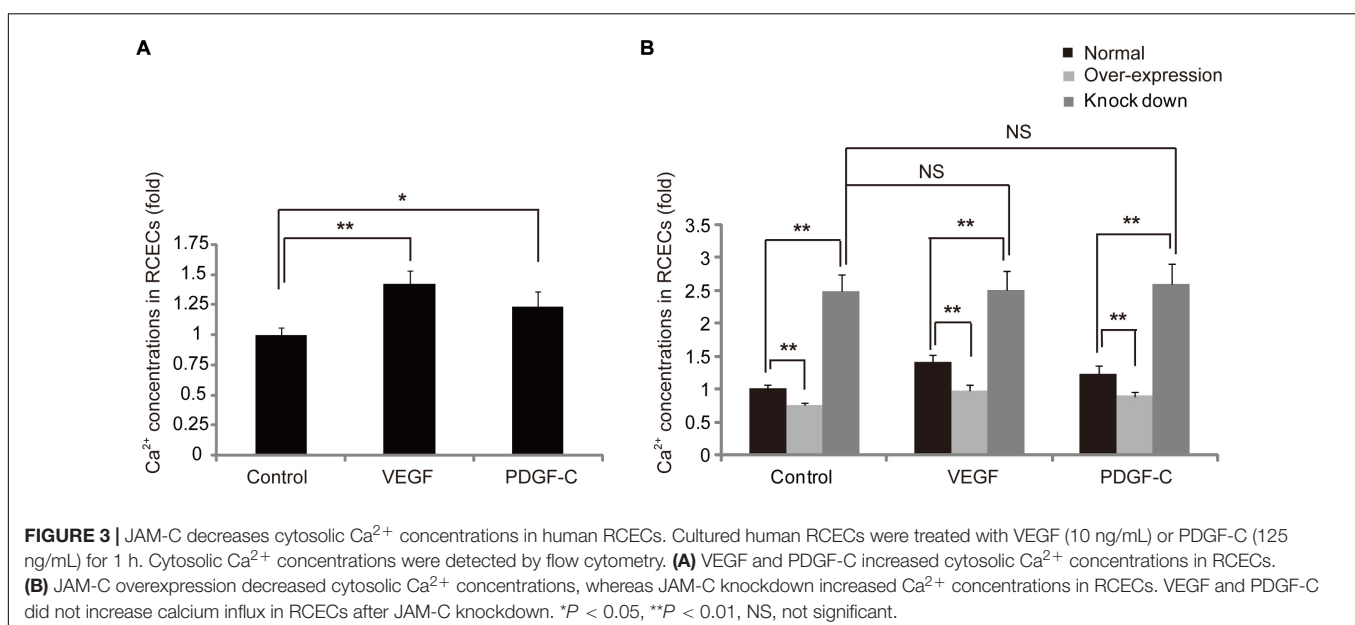 A
Ca²⁺ concentrations in RCECs (fold)
*
**
1.75
1.5
1.25
1
0.75
0.5
0.25
0
Control VEGF PDGF-C
B
Normal
Over-expression
Knock down
Ca²⁺ concentrations in RCECs (fold)
NS
NS
** ** **
** **
**
3.5
3
2.5
2
1.5
1
0.5
0
Control VEGF PDGF-C
FIGURE 3 | JAM-C decreases cytosolic Ca²⁺ concentrations in human RCECs. Cultured human RCECs were treated with VEGF (10 ng/mL) or PDGF-C (125
ng/mL) for 1 h. Cytosolic Ca²⁺ concentrations were detected by flow cytometry. (A) VEGF and PDGF-C increased cytosolic Ca²⁺ concentrations in RCECs.
(B) JAM-C overexpression decreased cytosolic Ca²⁺ concentrations, whereas JAM-C knockdown increased Ca²⁺ concentrations in RCECs. VEGF and PDGF-C
did not increase calcium influx in RCECs after JAM-C knockdown. *P < 0.05, **P < 0.01, NS, not significant.